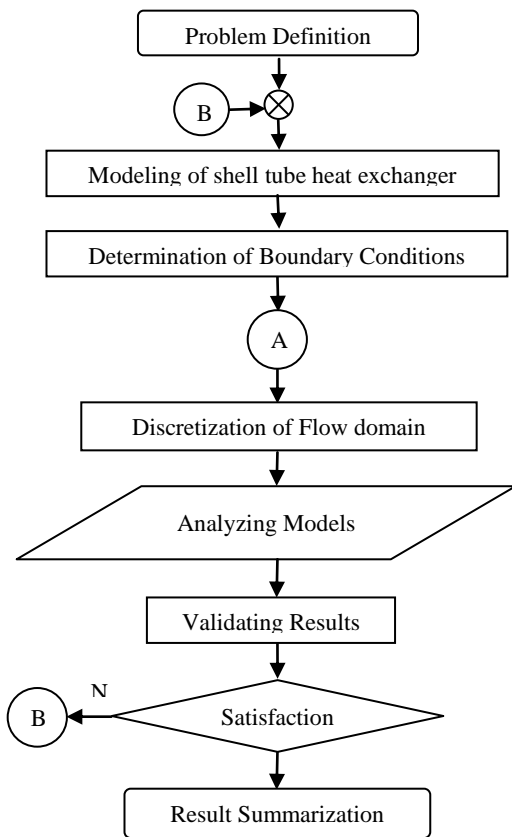 Problem Definition
B
Modeling of shell tube heat exchanger
Determination of Boundary Conditions
A
Discretization of Flow domain
Analyzing Models
Validating Results
N
B
Satisfaction
Result Summarization